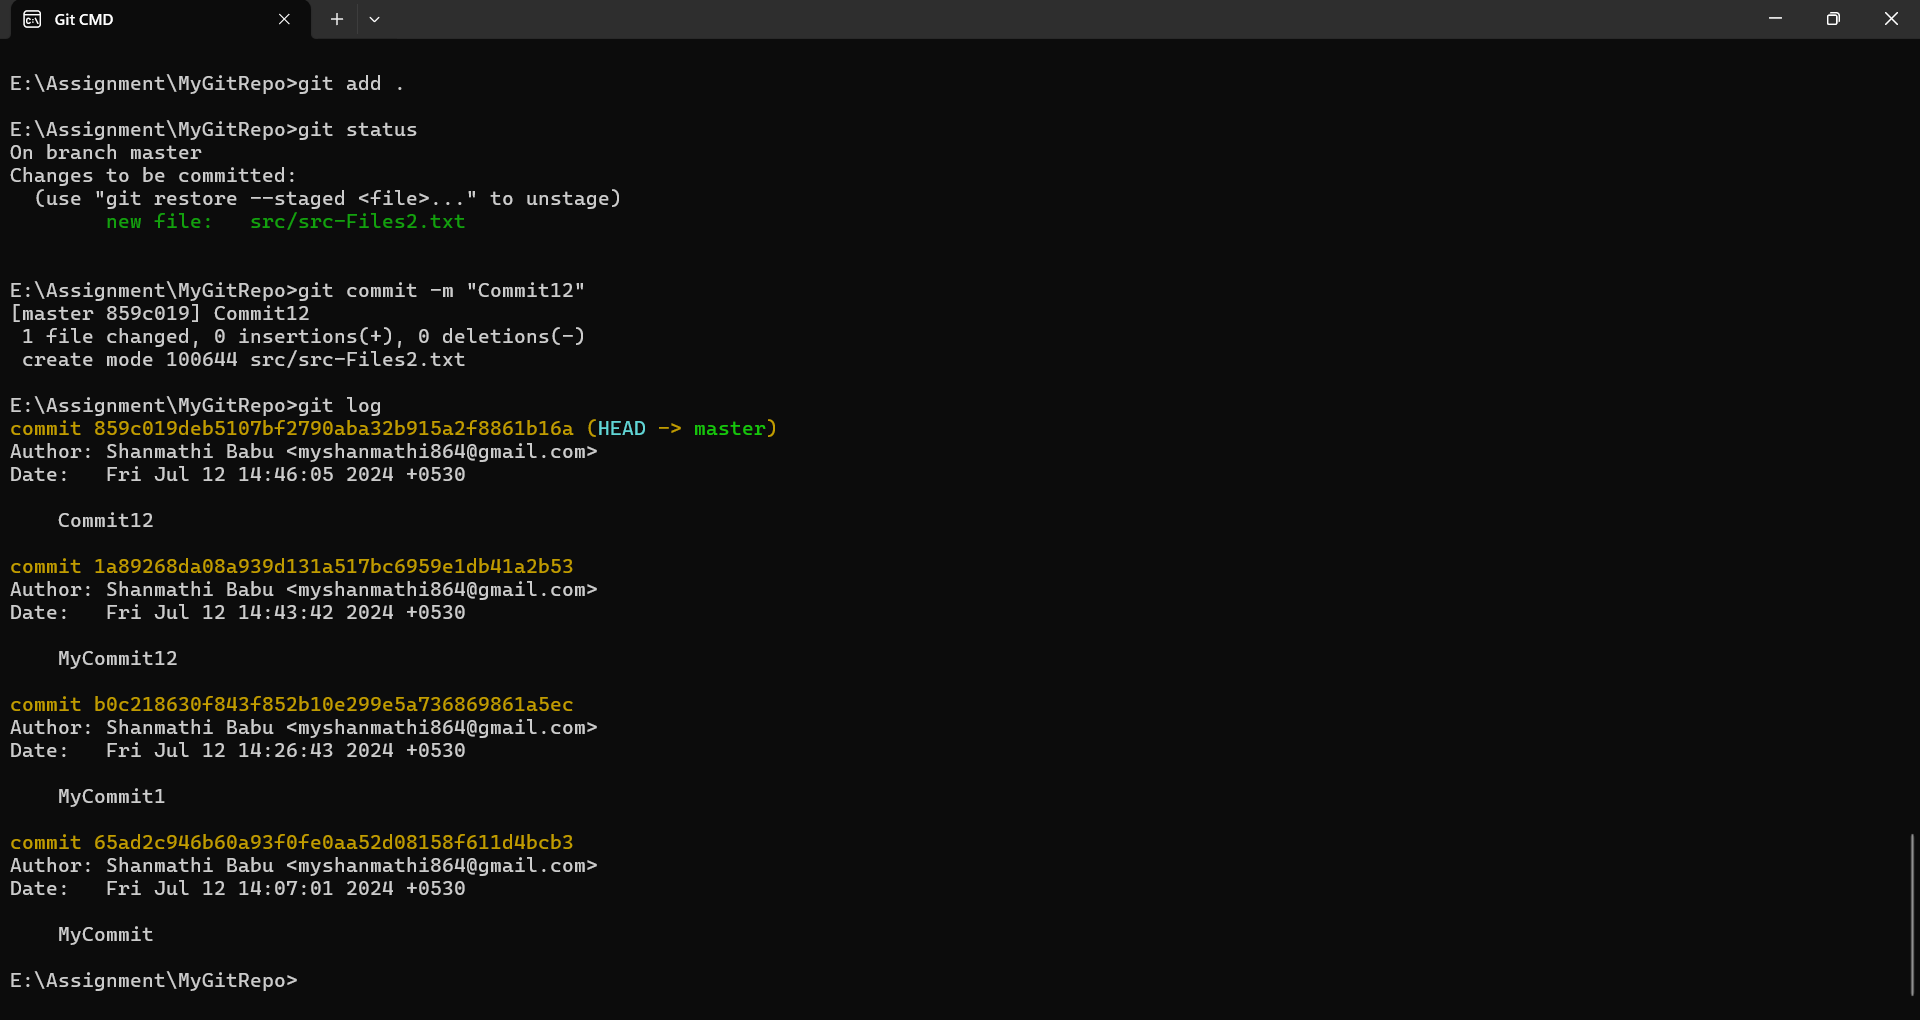 Git CMD
E:\Assignment\MyGitRepo>git add .
E:\Assignment\MyGitRepo>git status
On branch master
Changes to be committed:
  (use "git restore --staged <file>..." to unstage)
        new file:   src/src-Files2.txt
E:\Assignment\MyGitRepo>git commit -m "Commit12"
[master 859c019] Commit12
 1 file changed, 0 insertions(+), 0 deletions(-)
 create mode 100644 src/src-Files2.txt
E:\Assignment\MyGitRepo>git log
commit 859c019deb5107bf2790aba32b915a2f8861b16a (HEAD -> master)
Author: Shanmathi Babu <myshanmathi864@gmail.com>
Date:   Fri Jul 12 14:46:05 2024 +0530
    Commit12
commit 1a89268da08a939d131a517bc6959e1db41a2b53
Author: Shanmathi Babu <myshanmathi864@gmail.com>
Date:   Fri Jul 12 14:43:42 2024 +0530
    MyCommit12
commit b0c218630f843f852b10e299e5a736869861a5ec
Author: Shanmathi Babu <myshanmathi864@gmail.com>
Date:   Fri Jul 12 14:26:43 2024 +0530
    MyCommit1
commit 65ad2c946b60a93f0fe0aa52d08158f611d4bcb3
Author: Shanmathi Babu <myshanmathi864@gmail.com>
Date:   Fri Jul 12 14:07:01 2024 +0530
    MyCommit
E:\Assignment\MyGitRepo>